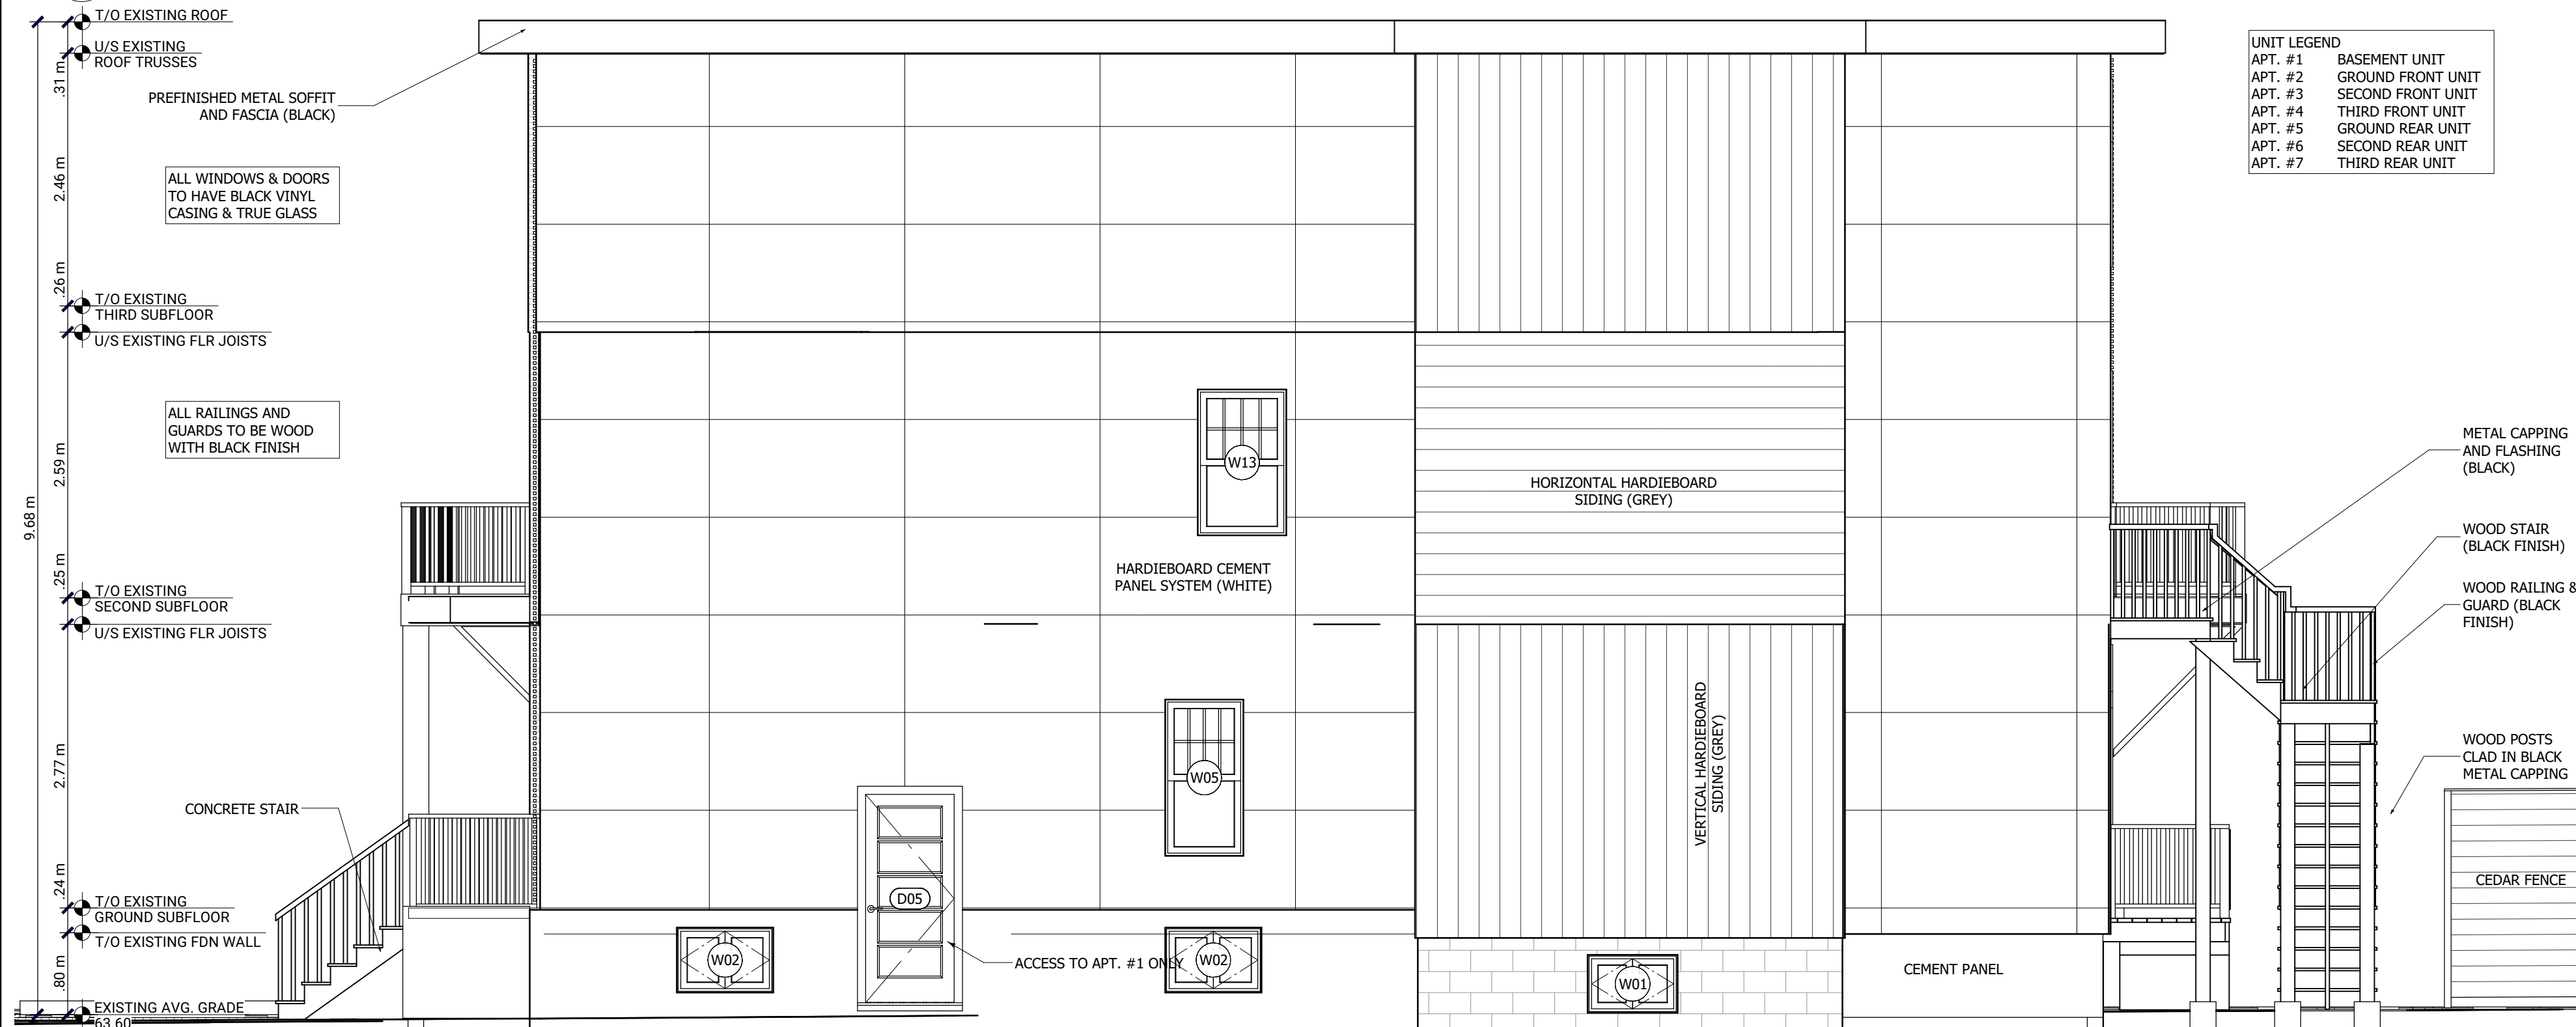 T/O EXISTING ROOF
U/S EXISTING
ROOF TRUSSES
.31 m
PREFINISHED METAL SOFFIT
AND FASCIA (BLACK)
2.46 m
ALL WINDOWS & DOORS
TO HAVE BLACK VINYL
CASING & TRUE GLASS
.26 m
T/O EXISTING
THIRD SUBFLOOR
U/S EXISTING FLR JOISTS
ALL RAILINGS AND
GUARDS TO BE WOOD
WITH BLACK FINISH
2.59 m
9.68 m
.25 m
T/O EXISTING
SECOND SUBFLOOR
U/S EXISTING FLR JOISTS
2.77 m
CONCRETE STAIR
.24 m
T/O EXISTING
GROUND SUBFLOOR
T/O EXISTING FDN WALL
.80 m
EXISTING AVG. GRADE
63.60
W13
HARDIEBOARD CEMENT
PANEL SYSTEM (WHITE)
HORIZONTAL HARDIEBOARD
SIDING (GREY)
W05
VERTICAL HARDIEBOARD
SIDING (GREY)
D05
W02
ACCESS TO APT. #1 ONLY
W02
W01
CEMENT PANEL
UNIT LEGEND
APT. #1 BASEMENT UNIT
APT. #2 GROUND FRONT UNIT
APT. #3 SECOND FRONT UNIT
APT. #4 THIRD FRONT UNIT
APT. #5 GROUND REAR UNIT
APT. #6 SECOND REAR UNIT
APT. #7 THIRD REAR UNIT
METAL CAPPING
AND FLASHING
(BLACK)
WOOD STAIR
(BLACK FINISH)
WOOD RAILING &
GUARD (BLACK
FINISH)
WOOD POSTS
CLAD IN BLACK
METAL CAPPING
CEDAR FENCE